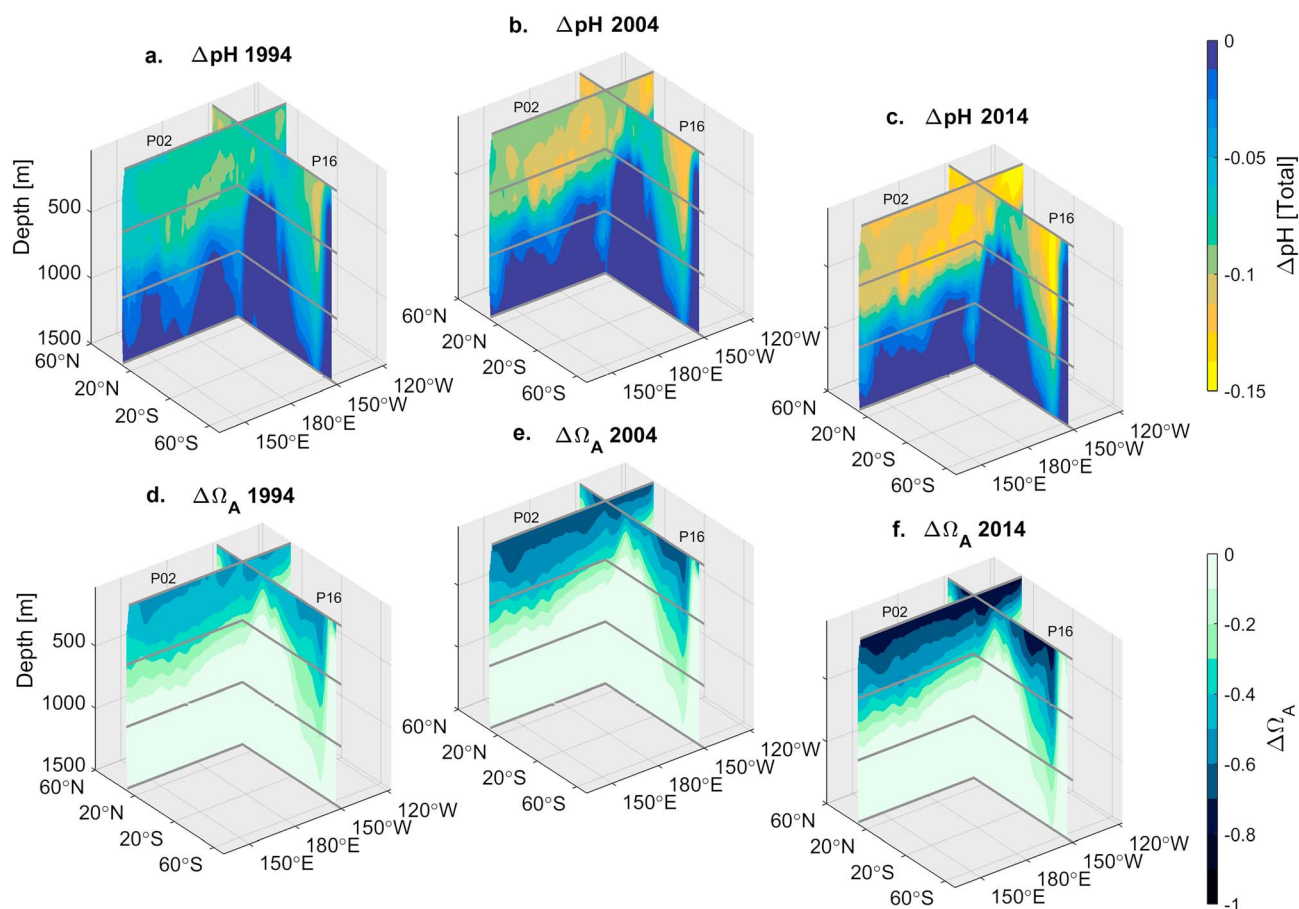 a. ΔpH 1994
P02
P16
Depth [m]
500
1000
1500
60°N
20°N
20°S
60°S
150°E
180°E
150°W
120°W
b. ΔpH 2004
P02
P16
60°N
20°N
20°S
60°S
150°E
180°E
150°W
120°W
c. ΔpH 2014
P02
P16
60°N
20°N
20°S
60°S
150°E
180°E
150°W
120°W
0
-0.05
-0.1
-0.15
ΔpH [Total]
d. ΔΩA 1994
P02
P16
Depth [m]
500
1000
1500
60°N
20°N
20°S
60°S
150°E
180°E
150°W
120°W
e. ΔΩA 2004
P02
P16
60°N
20°N
20°S
60°S
150°E
180°E
150°W
120°W
f. ΔΩA 2014
P02
P16
60°N
20°N
20°S
60°S
150°E
180°E
150°W
120°W
0
-0.2
-0.4
-0.6
-0.8
-1
ΔΩA